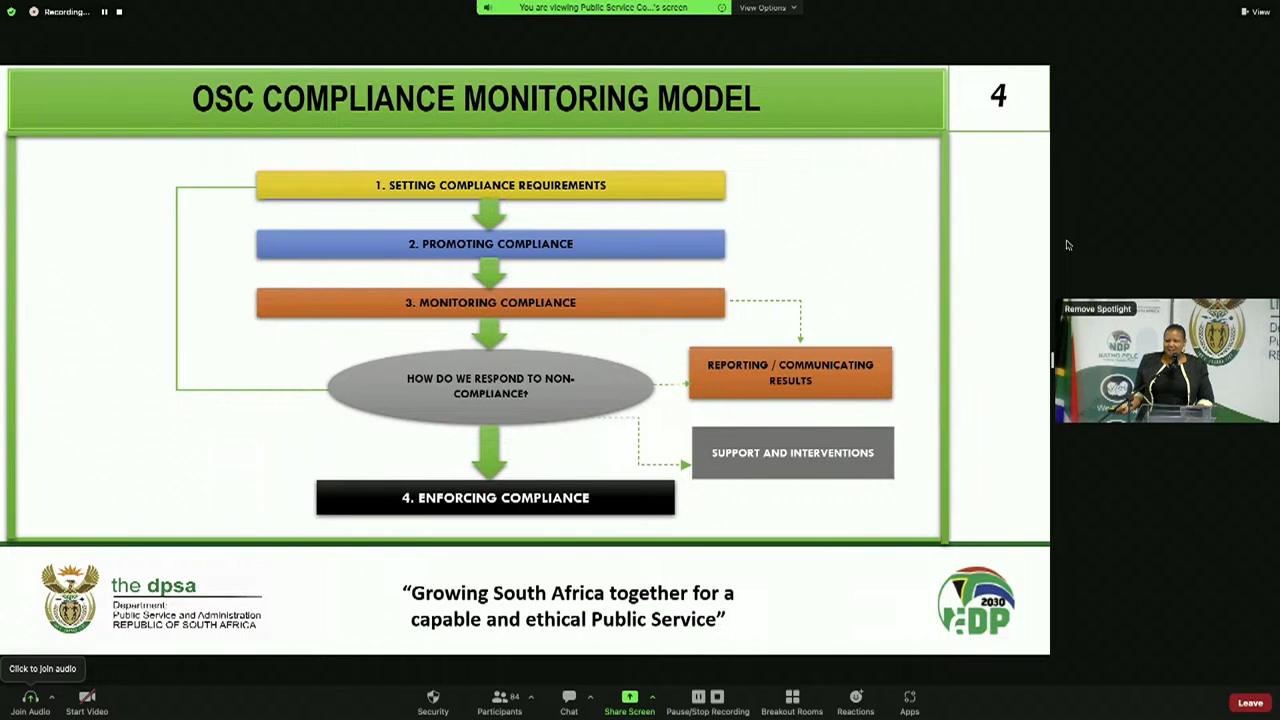 Recording...
You are viewing Public Service Co...'s screen
View Options
View
OSC COMPLIANCE MONITORING MODEL
4
1. SETTING COMPLIANCE REQUIREMENTS
2. PROMOTING COMPLIANCE
3. MONITORING COMPLIANCE
HOW DO WE RESPOND TO NON-
COMPLIANCE?
REPORTING / COMMUNICATING
RESULTS
SUPPORT AND INTERVENTIONS
4. ENFORCING COMPLIANCE
Remove Spotlight
NDP
the dpsa
Department:
Public Service and Administration
REPUBLIC OF SOUTH AFRICA
“Growing South Africa together for a
capable and ethical Public Service”
2030
NDP
Click to join audio
Join Audio
Start Video
Security
Participants
84
Chat
Share Screen
Pause/Stop Recording
Breakout Rooms
Reactions
Apps
Leave